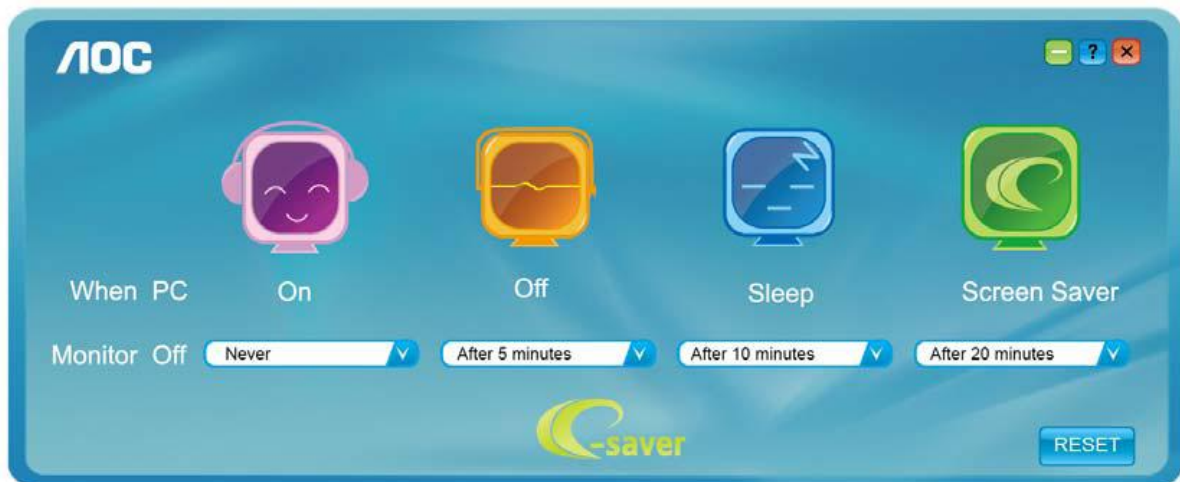 AOC
?
When PC On Off Sleep Screen Saver
Monitor Off Never After 5 minutes After 10 minutes After 20 minutes
e-saver
RESET